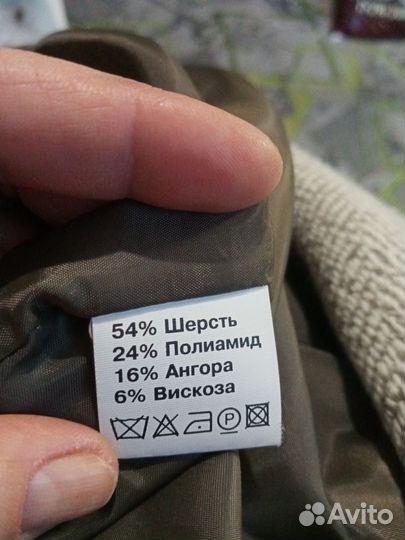 54% Шерсть
24% Полиамид
16% Ангора
6% Вискоза
P
Avito